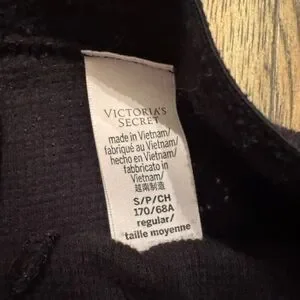 VICTORIA'S
SECRET
made in Vietnam/
fabriqué au Vietnam/
hecho en Vietnam/
fabbricato in
Vietnam/
越南制造
S/P/CH
170/68A
regular/
taille moyenne